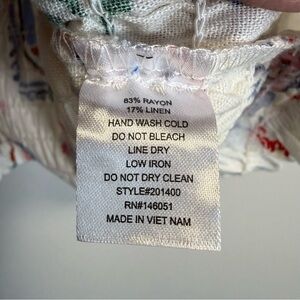 83% RAYON
17% LINEN
HAND WASH COLD
DO NOT BLEACH
LINE DRY
LOW IRON
DO NOT DRY CLEAN
STYLE#201400
RN#146051
MADE IN VIET NAM